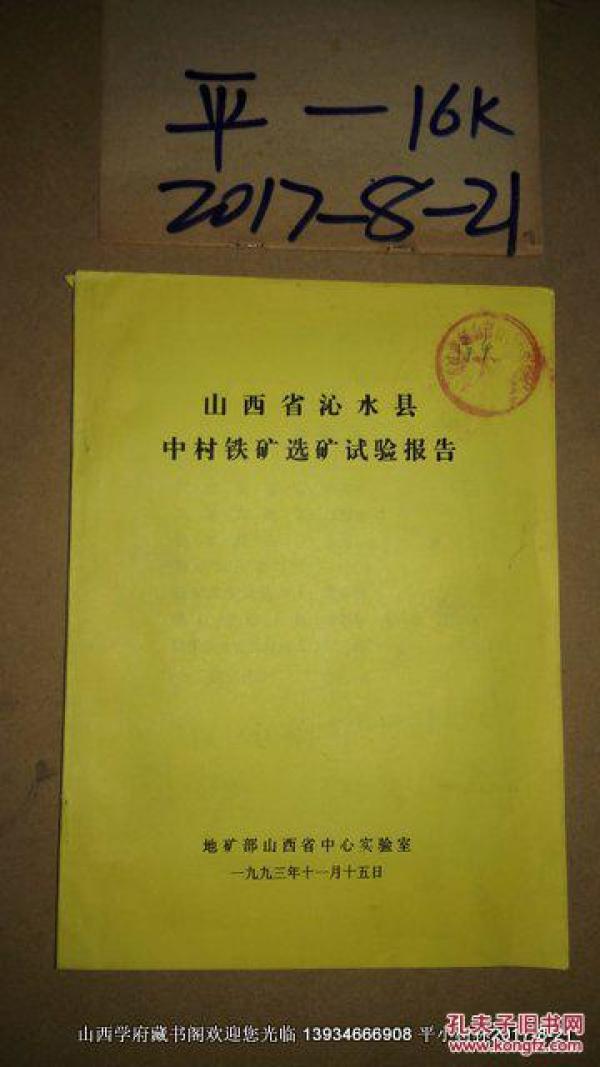 平一16K
2017-8-21
山西省沁水县
中村铁矿选矿试验报告
地矿部山西省中心实验室
一九九三年十一月十五日
山西学府藏书阁欢迎您光临 13934666908 平小
孔夫子旧书网
www.kongfz.com